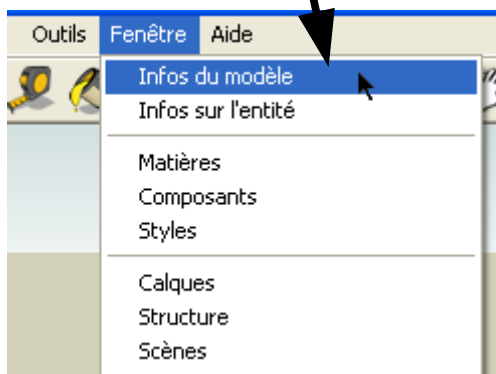 Outils Fenêtre Aide
Infos du modèle
Infos sur l'entité
Matières
Composants
Styles
Calques
Structure
Scènes